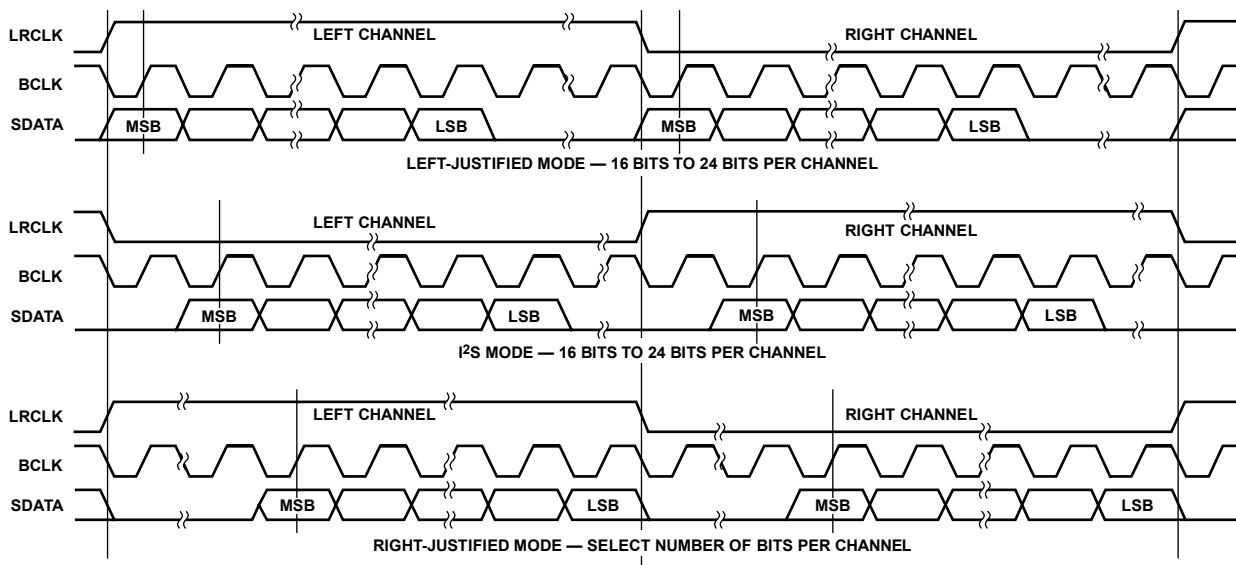 LRCLK
LEFT CHANNEL
RIGHT CHANNEL
BCLK
SDATA
MSB
LSB
MSB
LSB
LEFT-JUSTIFIED MODE — 16 BITS TO 24 BITS PER CHANNEL
LRCLK
LEFT CHANNEL
RIGHT CHANNEL
BCLK
SDATA
MSB
LSB
MSB
LSB
I²S MODE — 16 BITS TO 24 BITS PER CHANNEL
LRCLK
LEFT CHANNEL
RIGHT CHANNEL
BCLK
SDATA
MSB
LSB
MSB
LSB
RIGHT-JUSTIFIED MODE — SELECT NUMBER OF BITS PER CHANNEL